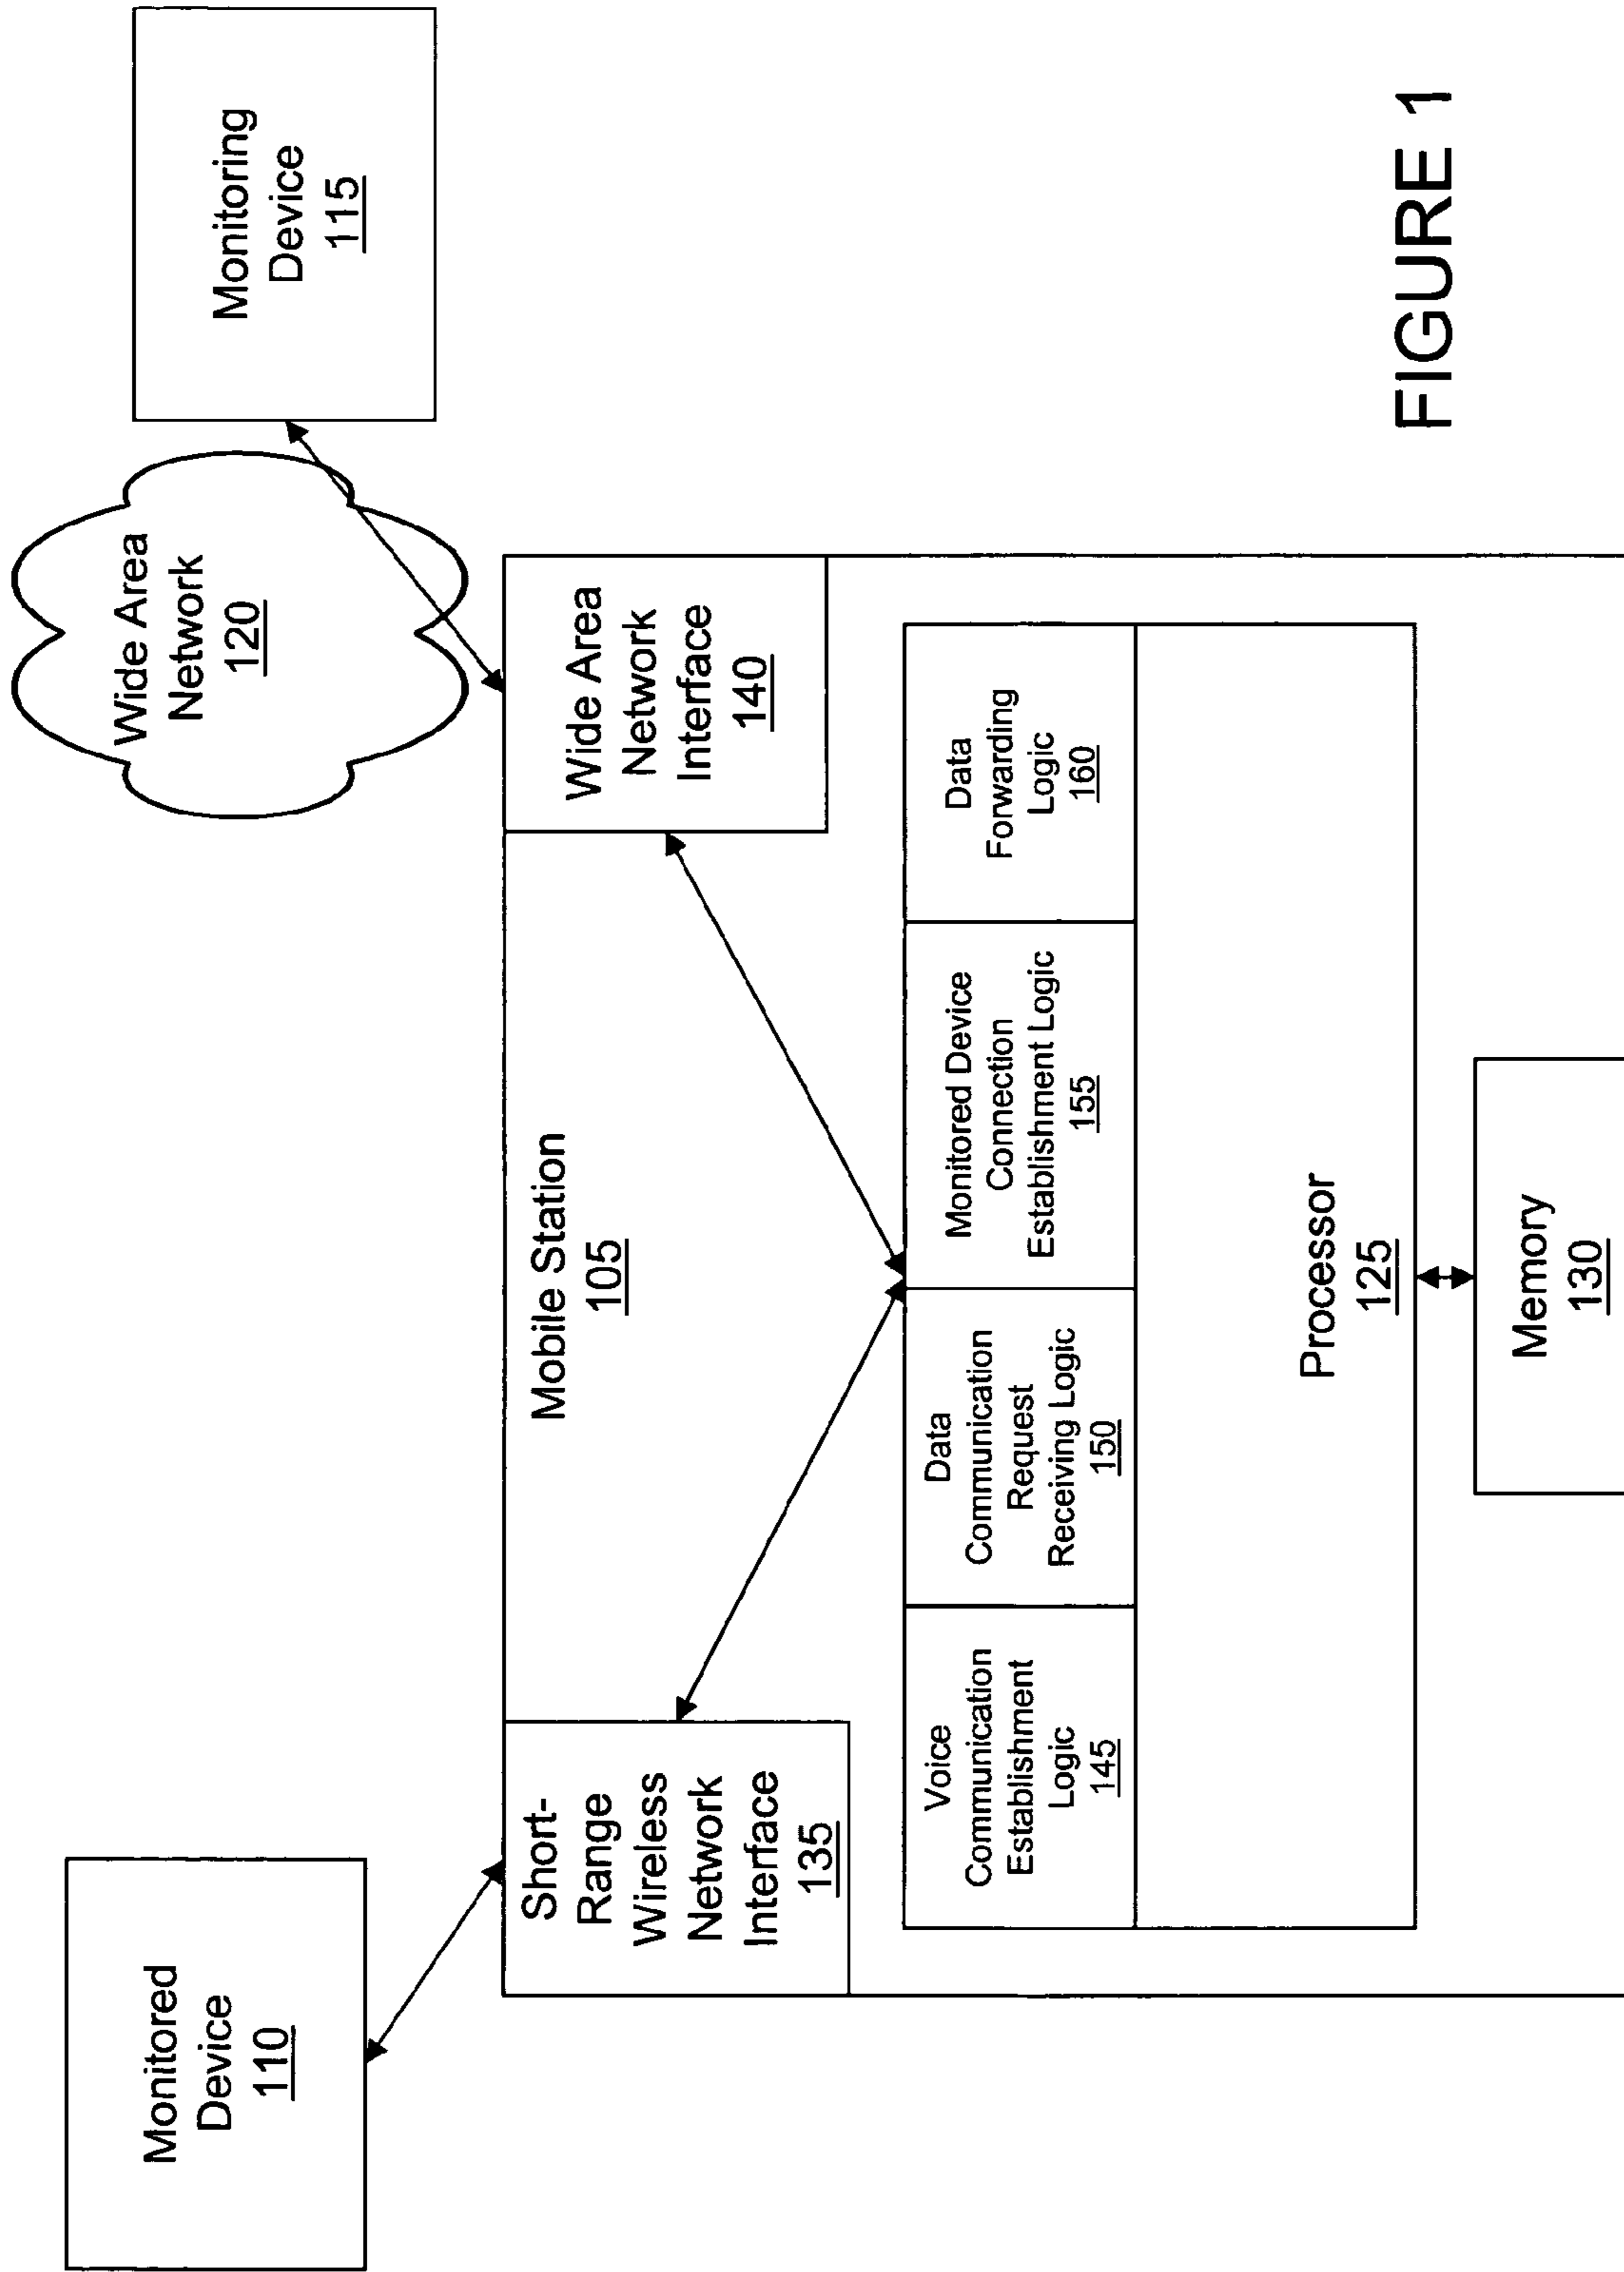 Monitored
Device
110
Wide Area
Network
120
Monitoring
Device
115
Short-
Range
Wireless
Network
Interface
135
Mobile Station
105
Wide Area
Network
Interface
140
Voice
Communication
Establishment
Logic
145
Data
Communication
Request
Receiving Logic
150
Monitored Device
Connection
Establishment Logic
155
Data
Forwarding
Logic
160
Processor
125
Memory
130
FIGURE 1